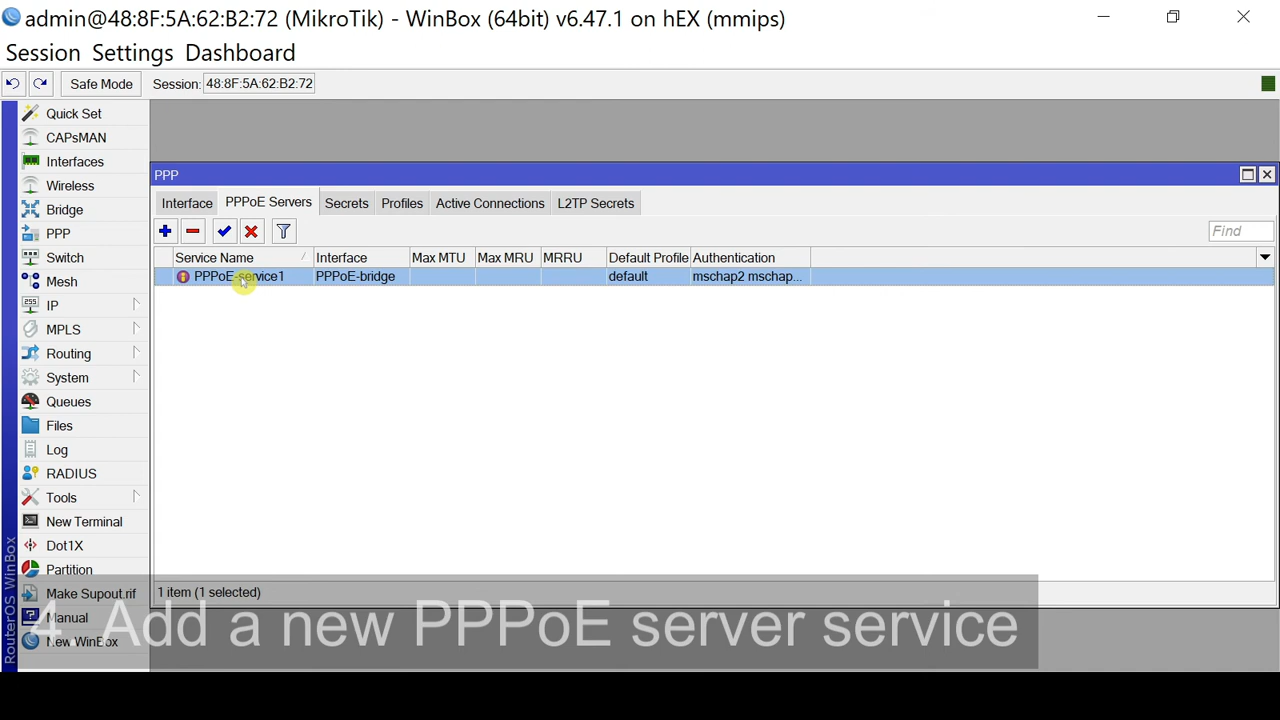 admin@48:8F:5A:62:B2:72 (MikroTik) - WinBox (64bit) v6.47.1 on hEX (mmips)
Session Settings Dashboard
Safe Mode Session: 48:8F:5A:62:B2:72
Quick Set
CAPsMAN
Interfaces
Wireless
Bridge
PPP
Switch
Mesh
IP
MPLS
Routing
System
Queues
Files
Log
RADIUS
Tools
New Terminal
Dot1X
Partition
Make Supout.rif
Manual
New WinBox
RouterOS WinBox
PPP
Interface PPPoE Servers Secrets Profiles Active Connections L2TP Servers
Find
Service Name / Interface Max MTU Max MRU MRRU Default Profile Authentication
PPPoE-service1 PPPoE-bridge default mschap2 mschap...
1 item (1 selected)
4. Add a new PPPoE server service